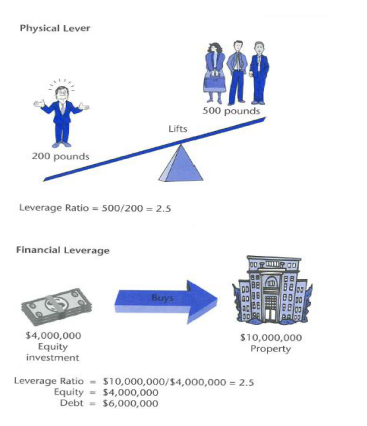 Physical Lever
500 pounds
Lifts
200 pounds
Leverage Ratio = 500/200 = 2.5
Financial Leverage
Buys
$4,000,000
Equity
investment
$10,000,000
Property
Leverage Ratio = $10,000,000/$4,000,000 = 2.5
Equity = $4,000,000
Debt = $6,000,000